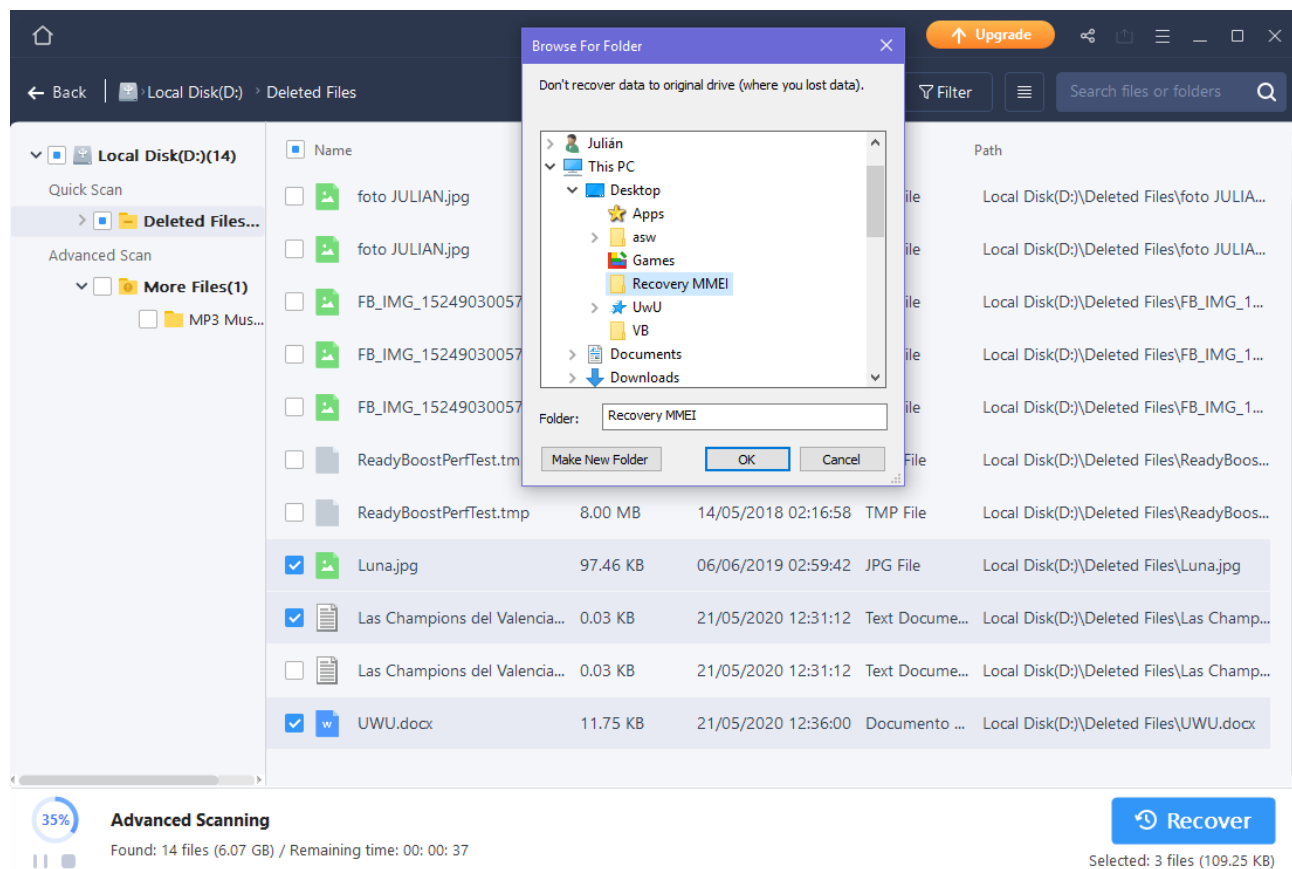 Upgrade
Back
Local Disk(D:)
Deleted Files
Filter
Search files or folders
Browse For Folder
Don't recover data to original drive (where you lost data).
Julián
This PC
Desktop
Apps
asw
Games
Recovery MMEI
UwU
VB
Documents
Downloads
Folder: Recovery MMEI
Make New Folder OK Cancel
Local Disk(D:)(14)
Quick Scan
Deleted Files...
Advanced Scan
More Files(1)
MP3 Mus...
Name Path
foto JULIAN.jpg ile Local Disk(D:)\Deleted Files\foto JULIA...
foto JULIAN.jpg ile Local Disk(D:)\Deleted Files\foto JULIA...
FB_IMG_15249030057 ile Local Disk(D:)\Deleted Files\FB_IMG_1...
FB_IMG_15249030057 ile Local Disk(D:)\Deleted Files\FB_IMG_1...
FB_IMG_15249030057 ile Local Disk(D:)\Deleted Files\FB_IMG_1...
ReadyBoostPerfTest.tm File Local Disk(D:)\Deleted Files\ReadyBoos...
ReadyBoostPerfTest.tmp 8.00 MB 14/05/2018 02:16:58 TMP File Local Disk(D:)\Deleted Files\ReadyBoos...
Luna.jpg 97.46 KB 06/06/2019 02:59:42 JPG File Local Disk(D:)\Deleted Files\Luna.jpg
Las Champions del Valencia... 0.03 KB 21/05/2020 12:31:12 Text Docume... Local Disk(D:)\Deleted Files\Las Champ...
Las Champions del Valencia... 0.03 KB 21/05/2020 12:31:12 Text Docume... Local Disk(D:)\Deleted Files\Las Champ...
UWU.docx 11.75 KB 21/05/2020 12:36:00 Documento ... Local Disk(D:)\Deleted Files\UWU.docx
35%
Advanced Scanning
Found: 14 files (6.07 GB) / Remaining time: 00: 00: 37
Recover
Selected: 3 files (109.25 KB)